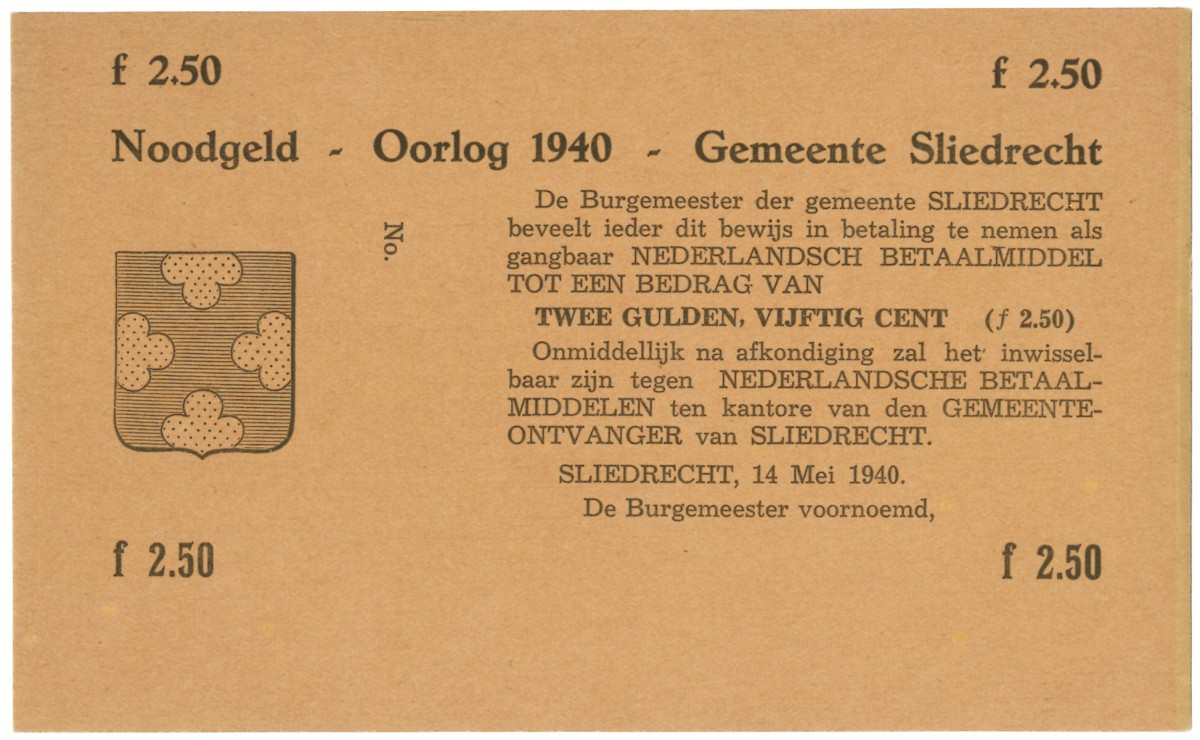 f 2.50 f 2.50
Noodgeld - Oorlog 1940 - Gemeente Sliedrecht
No.
De Burgemeester der gemeente SLIEDRECHT
beveelt ieder dit bewijs in betaling te nemen als
gangbaar NEDERLANDSCH BETAALMIDDEL
TOT EEN BEDRAG VAN
TWEE GULDEN, VIJFTIG CENT (ƒ 2.50)
Onmiddellijk na afkondiging zal het inwissel-
baar zijn tegen NEDERLANDSCHE BETAAL-
MIDDELEN ten kantore van den GEMEENTE-
ONTVANGER van SLIEDRECHT.
SLIEDRECHT, 14 Mei 1940.
De Burgemeester voornoemd,
f 2.50 f 2.50